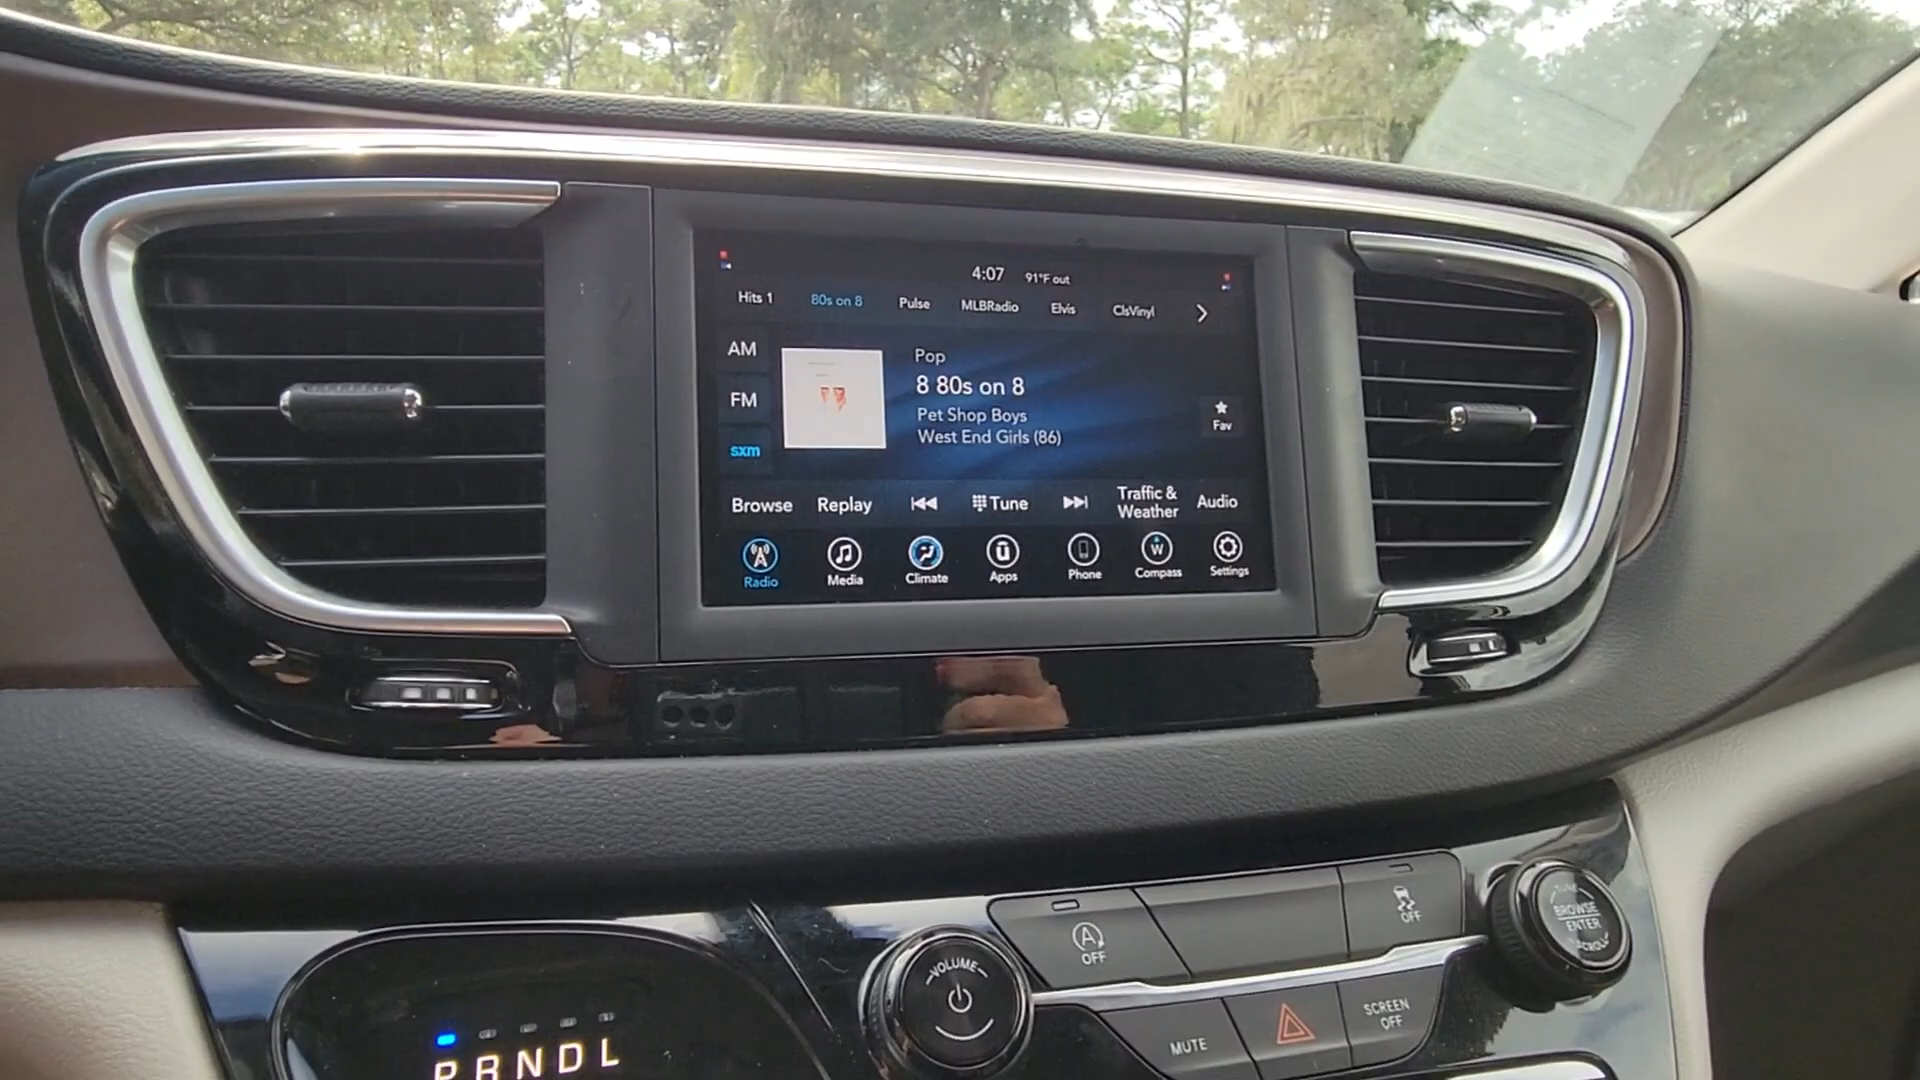 4:07 91°F out
Hits 1 80s on 8 Pulse MLBRadio Elvis ClsVinyl
AM
FM
sxm
Pop
8 80s on 8
Pet Shop Boys
West End Girls (86)
Fav
Browse Replay Tune Traffic & Weather Audio
Radio Media Climate Apps Phone W Compass Settings
VOLUME
A
OFF
OFF
BROWSE
ENTER
SCROLL
MUTE
SCREEN
OFF
P R N D L